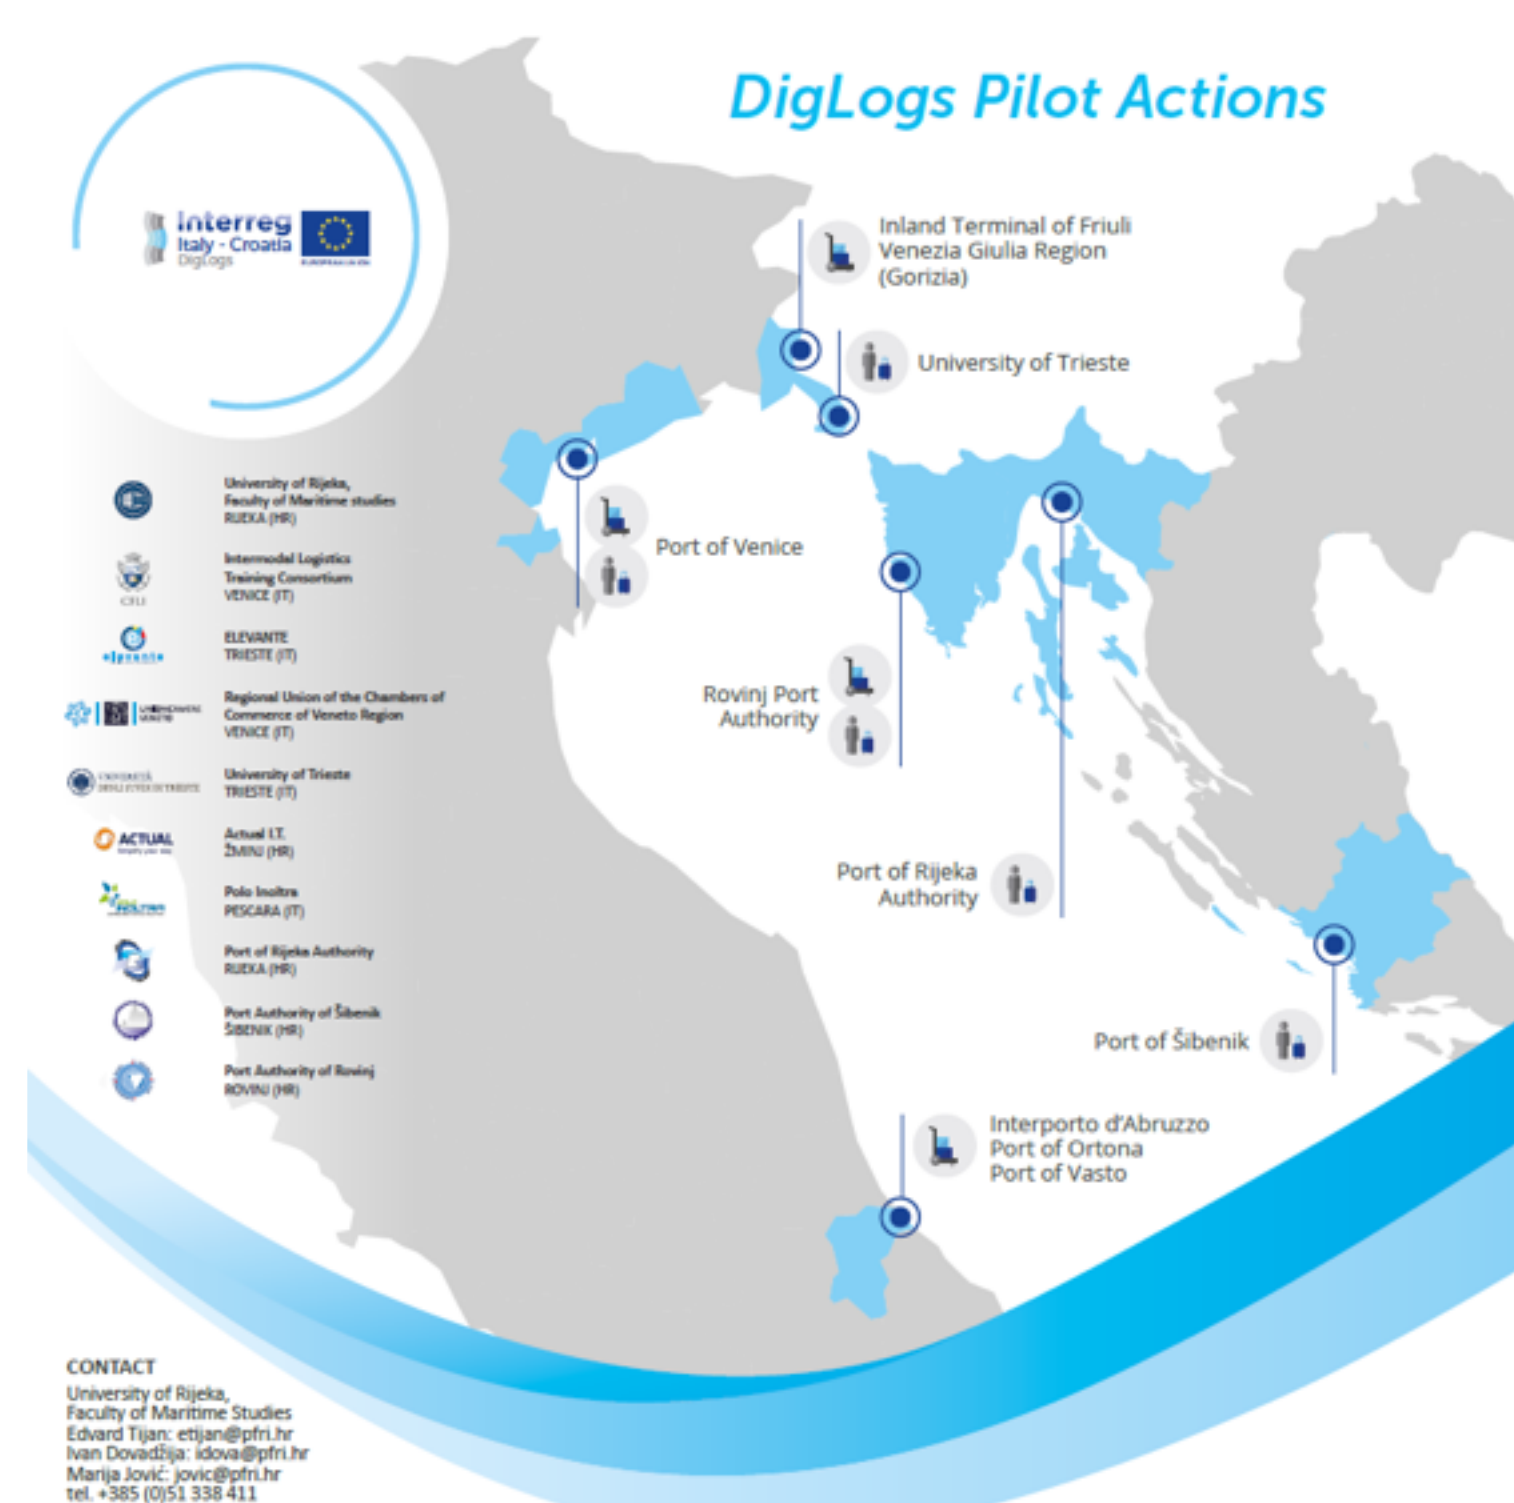 DigLogs Pilot Actions
Interreg
Italy - Croatia
DigLogs
Inland Terminal of Friuli
Venezia Giulia Region
(Gorizia)
University of Trieste
Port of Venice
Rovinj Port
Authority
Port of Rijeka
Authority
Port of Šibenik
Interporto d'Abruzzo
Port of Ortona
Port of Vasto
University of Rijeka,
Faculty of Maritime studies
RIJEKA (HR)
CFLI
Intermodal Logistics
Training Consortium
VENICE (IT)
elevante
ELEVANTE
TRIESTE (IT)
Regional Union of the Chambers of
Commerce of Veneto Region
VENICE (IT)
University of Trieste
TRIESTE (IT)
ACTUAL
Actual I.T.
ŽMINJ (HR)
Polo Inoltra
PESCARA (IT)
Port of Rijeka Authority
RIJEKA (HR)
Port Authority of Šibenik
ŠIBENIK (HR)
Port Authority of Rovinj
ROVINJ (HR)
CONTACT
University of Rijeka,
Faculty of Maritime Studies
Edvard Tijan: etijan@pfri.hr
Ivan Dovadžija: idova@pfri.hr
Marija Jović: jovic@pfri.hr
tel. +385 (0)51 338 411